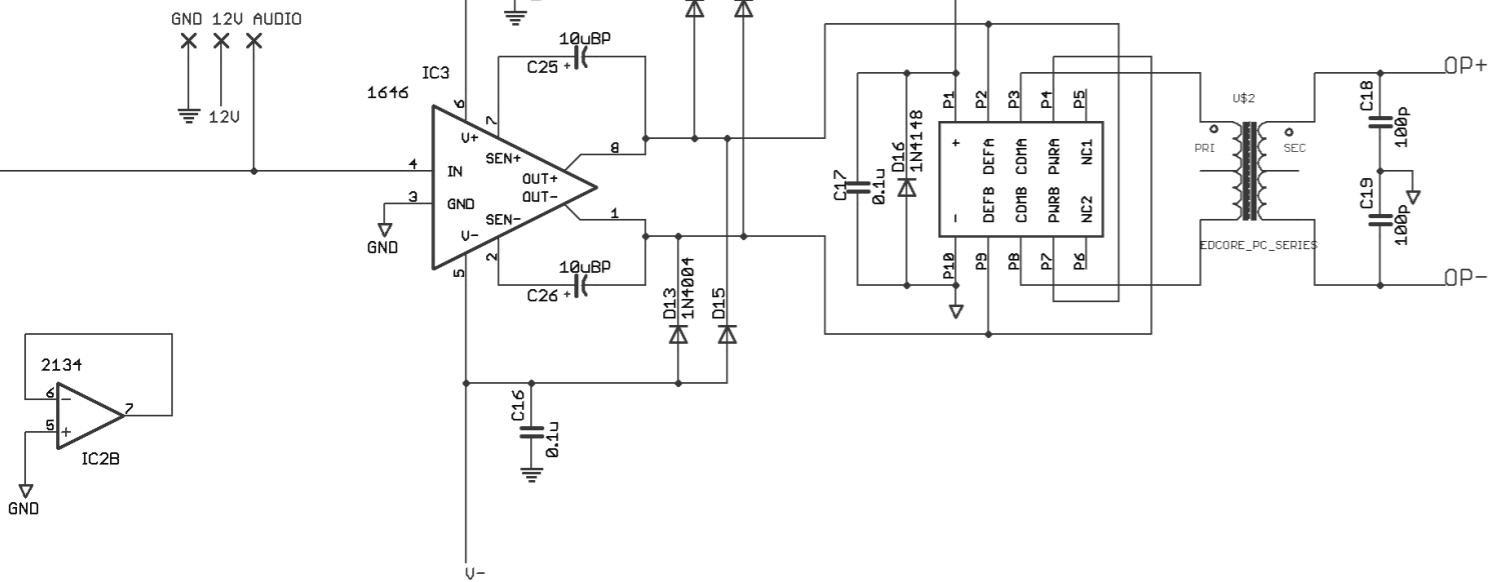 GND 12V AUDIO
12V
IC3
1646
10uBP
C25 +
6
7
V+
SEN+
8
4
IN
OUT+
OUT-
3
GND
1
SEN-
V-
GND
5
2
10uBP
C26 +
D13
1N4004
D15
C16
0.1u
V-
2134
6
-
7
5
+
IC2B
GND
C17
0.1u
D16
1N4148
P1
P2
P3
P4
P5
+
DEFA
COMA
PWRA
NC1
-
DEFB
COMB
PWRB
NC2
P10
P9
P8
P7
P6
U$2
PRI
SEC
EDCORE_PC_SERIES
C18
100p
C19
100p
OP+
OP-